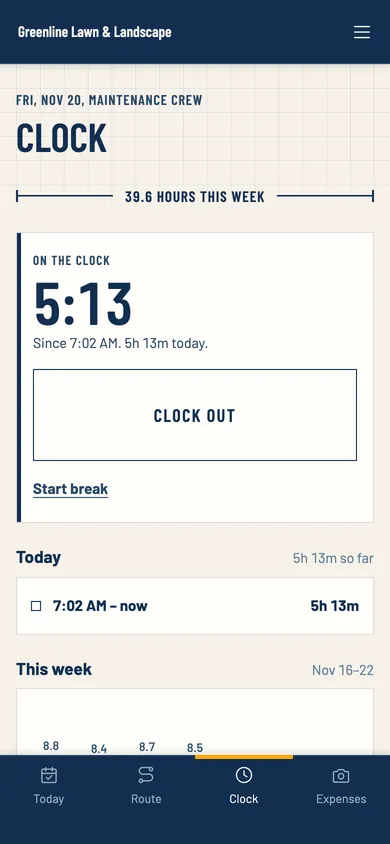 Greenline Lawn & Landscape
FRI, NOV 20, MAINTENANCE CREW
CLOCK
39.6 HOURS THIS WEEK
ON THE CLOCK
5:13
Since 7:02 AM. 5h 13m today.
CLOCK OUT
Start break
Today
5h 13m so far
7:02 AM – now
5h 13m
This week
Nov 16–22
8.8
8.4
8.7
8.5
Today
Route
Clock
Expenses